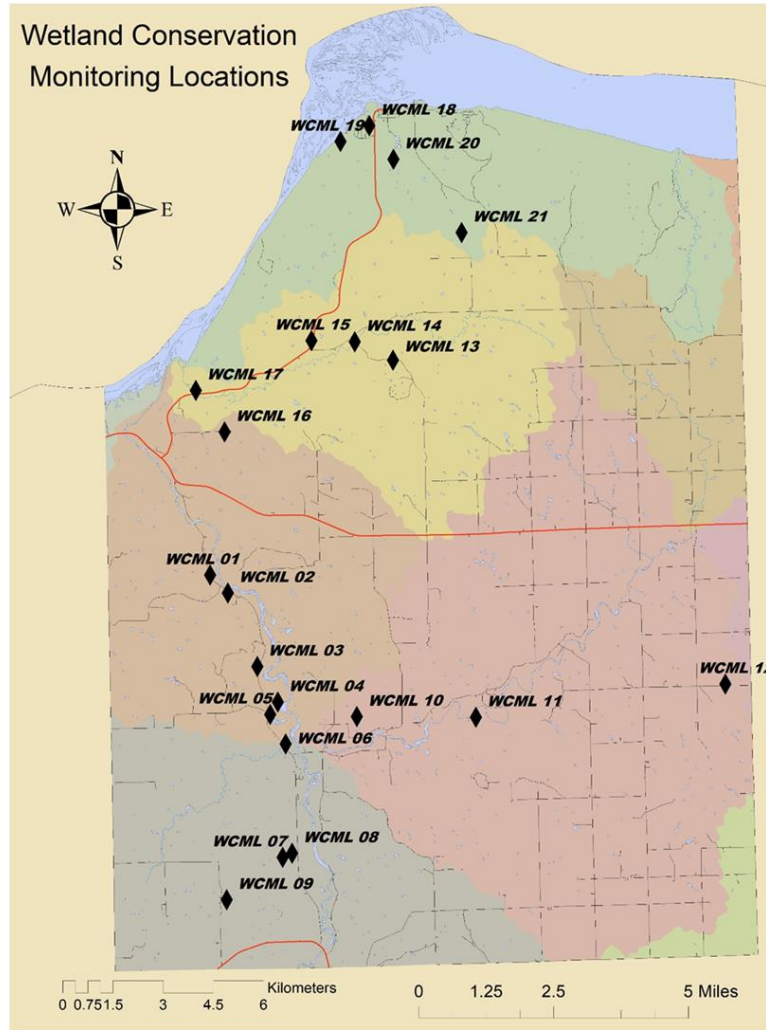 Wetland Conservation
Monitoring Locations
N
W E
S
WCML 18
WCML 19
WCML 20
WCML 21
WCML 15
WCML 14
WCML 13
WCML 17
WCML 16
WCML 01
WCML 02
WCML 03
WCML 04
WCML 05
WCML 10
WCML 11
WCML 12
WCML 06
WCML 07
WCML 08
WCML 09
Kilometers
0 0.75 1.5 3 4.5 6
0 1.25 2.5 5 Miles